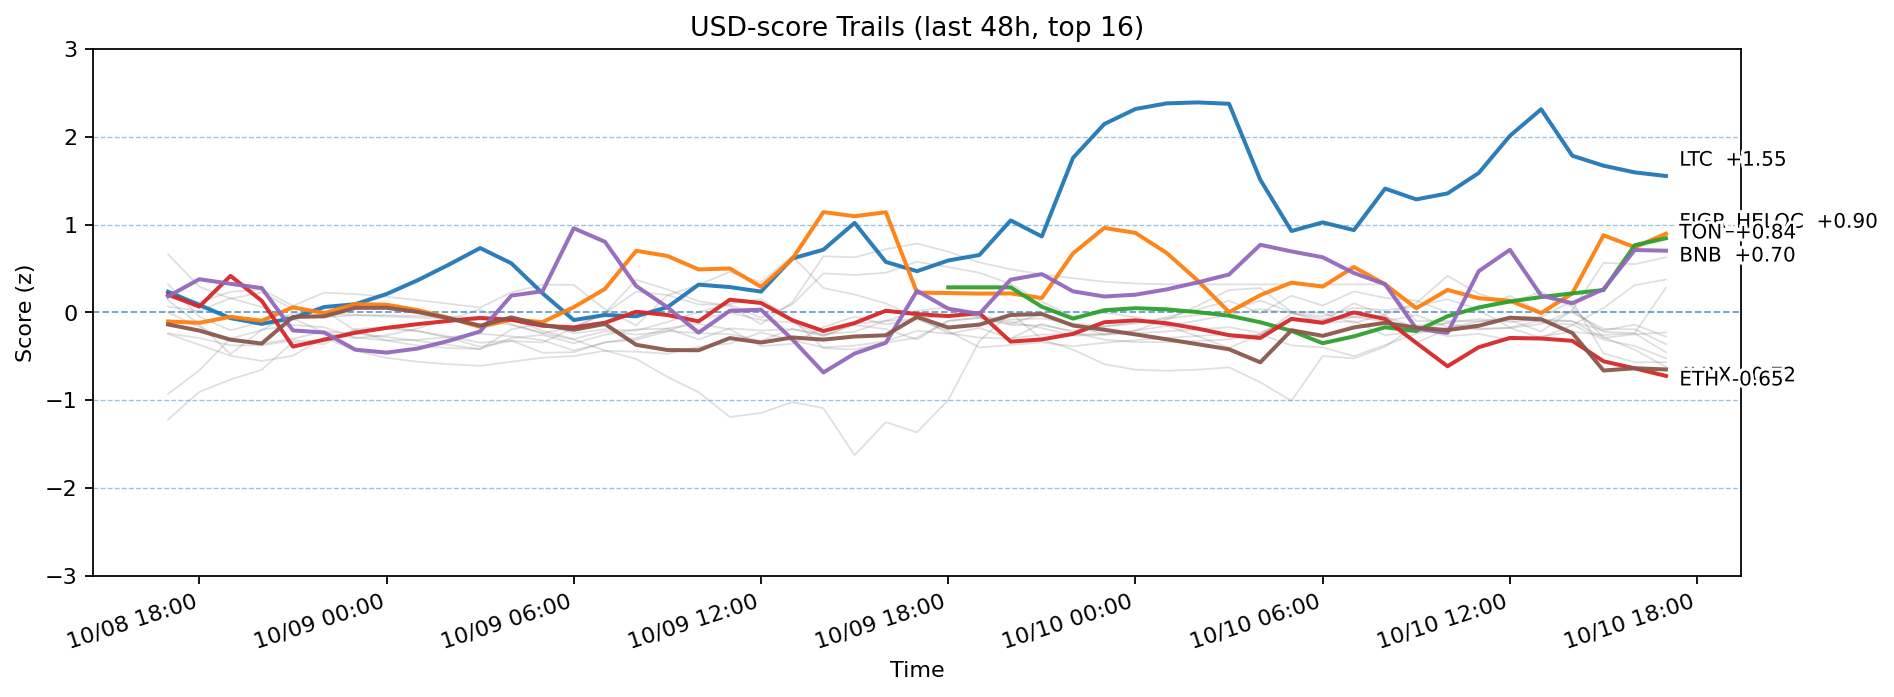 USD-score Trails (last 48h, top 16)
Score (z)
3
2
1
0
−1
−2
−3
LTC +1.55
FIGR_HELOC +0.90
TON +0.84
BNB +0.70
ETH -0.65
10/08 18:00
10/09 00:00
10/09 06:00
10/09 12:00
10/09 18:00
10/10 00:00
10/10 06:00
10/10 12:00
10/10 18:00
Time